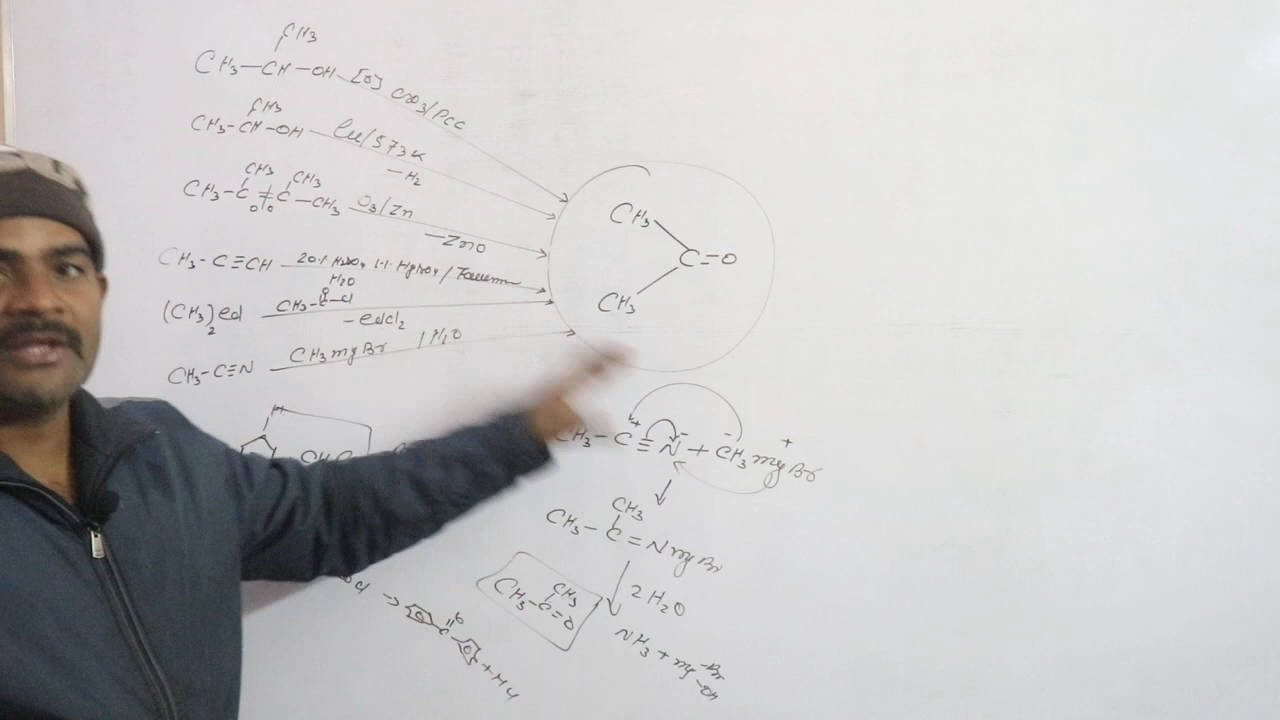 CH3
CH3—CH—OH [O] CrO3/PCC
CH3
CH3-CH-OH Cu/573K
-H2
CH3 CH3
CH3-C=C-CH3 O3/Zn
-ZnO
CH3-C≡CH 20% H2SO4 1% HgSO4 /
H2O
O
(CH3)2Cd CH3-C-Cl
-CdCl2
CH3-C≡N CH3MgBr / H2O
CH3
C=O
CH3
CH3-C≡N + CH3MgBr
CH3
CH3-C=NMgBr
2H2O
CH3
CH3-C=O
NH3 + Mg-Br
-OH
H
O
C
+ HCl